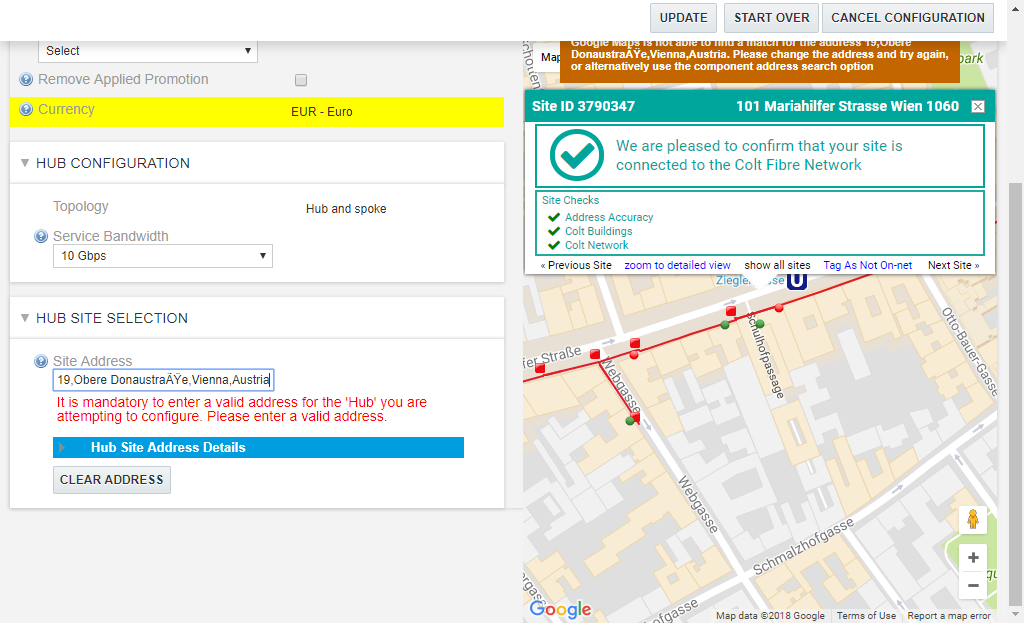 UPDATE START OVER CANCEL CONFIGURATION
Select
Remove Applied Promotion
Currency EUR - Euro
HUB CONFIGURATION
Topology Hub and spoke
Service Bandwidth
10 Gbps
HUB SITE SELECTION
Site Address
19,Obere DonaustraÃŸe,Vienna,Austria
It is mandatory to enter a valid address for the 'Hub' you are
attempting to configure. Please enter a valid address.
Hub Site Address Details
CLEAR ADDRESS
Map
Google Maps is not able to find a match for the address 19,Obere
DonaustraÃŸe,Vienna,Austria. Please change the address and try again,
or alternatively use the component address search option
park
Site ID 3790347 101 Mariahilfer Strasse Wien 1060
We are pleased to confirm that your site is
connected to the Colt Fibre Network
Site Checks
Address Accuracy
Colt Buildings
Colt Network
« Previous Site zoom to detailed view show all sites Tag As Not On-net Next Site »
U
fer Straße
Schulhofpassage
Otto-Bauer-Gasse
Webgasse
Webgasse
Schmalzhofgasse
Google
Map data ©2018 Google Terms of Use Report a map error